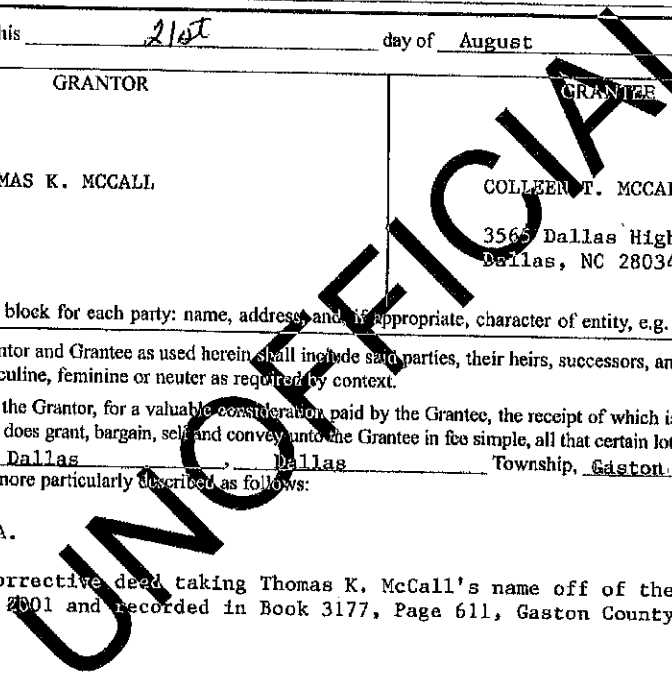 his 21st day of August
GRANTOR GRANTEE
MAS K. MCCALL COLLEEN T. MCCAL
3565 Dallas High
Dallas, NC 28034
block for each party: name, address, and, if appropriate, character of entity, e.g.
ntor and Grantee as used herein shall include said parties, their heirs, successors, an
culine, feminine or neuter as required by context.
the Grantor, for a valuable consideration paid by the Grantee, the receipt of which is
does grant, bargain, sell and convey unto the Grantee in fee simple, all that certain lot
Dallas , Dallas Township, Gaston
more particularly described as follows:
A.
orrective deed taking Thomas K. McCall's name off of the
2001 and recorded in Book 3177, Page 611, Gaston County
UNOFFICIAL